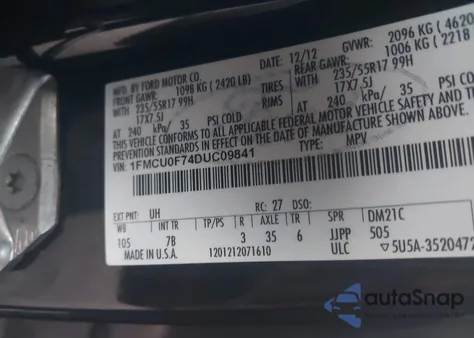 MFD. BY FORD MOTOR CO. 12/12 GVWR: 2096 KG (4620
FRONT GAWR: 1098 KG (2420 LB) REAR GAWR: 1006 KG (2218
WITH 235/55R17 99H TIRES WITH 235/55R17 99H
17X7.5J RIMS 17X7.5J
AT 240 kPa/ 35 PSI COLD AT 240 kPa/ 35 PSI COLD
THIS VEHICLE CONFORMS TO ALL APPLICABLE FEDERAL MOTOR
VEHICLE SAFETY AND THEFT PREVENTION STANDARDS IN EFFECT
ON THE DATE OF MANUFACTURE SHOWN ABOVE.
VIN: 1FMCU0F74DUC09841 TYPE: MPV
EXT PNT: UH RC: 27 DSO:
WB INT TR TP/PS R AXLE TR SPR DM21C
105 7B 3 35 6 JJPP 505
MADE IN U.S.A. 1201212071610 ULC 5U5A-3520472
autoSnap